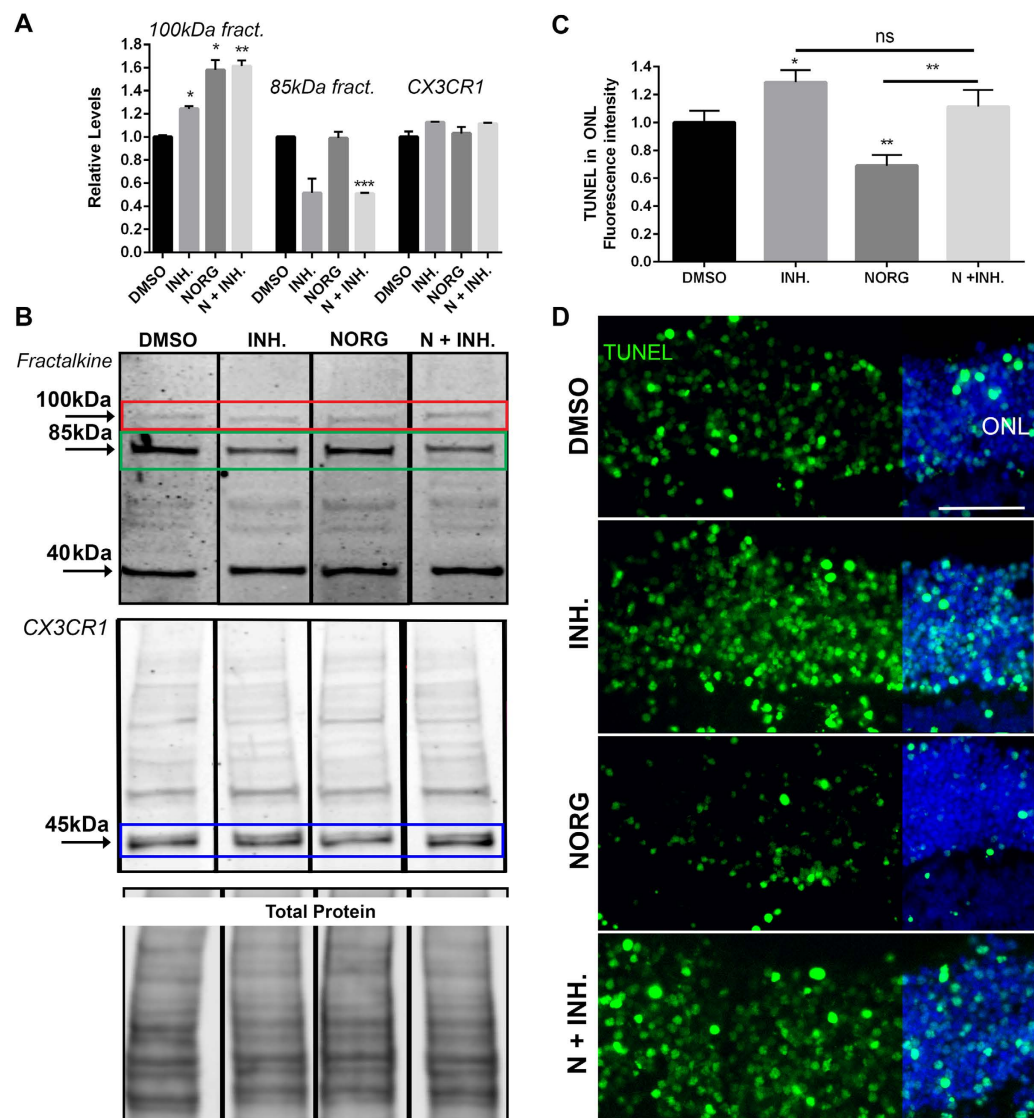 A
100kDa fract.
85kDa fract.
CX3CR1
* * **
***
Relative Levels
1.8
1.6
1.4
1.2
1.0
0.8
0.6
0.4
0.2
0.0
DMSO INH. NORG N + INH. DMSO INH. NORG N + INH. DMSO INH. NORG N + INH.
B
DMSO INH. NORG N + INH.
Fractalkine
100kDa
85kDa
40kDa
CX3CR1
45kDa
Total Protein
C
ns
* ** **
TUNEL in ONL
Fluorescence intensity
1.6
1.4
1.2
1.0
0.8
0.6
0.4
0.2
0.0
DMSO INH. NORG N +INH.
D
TUNEL
ONL
DMSO
INH.
NORG
N + INH.